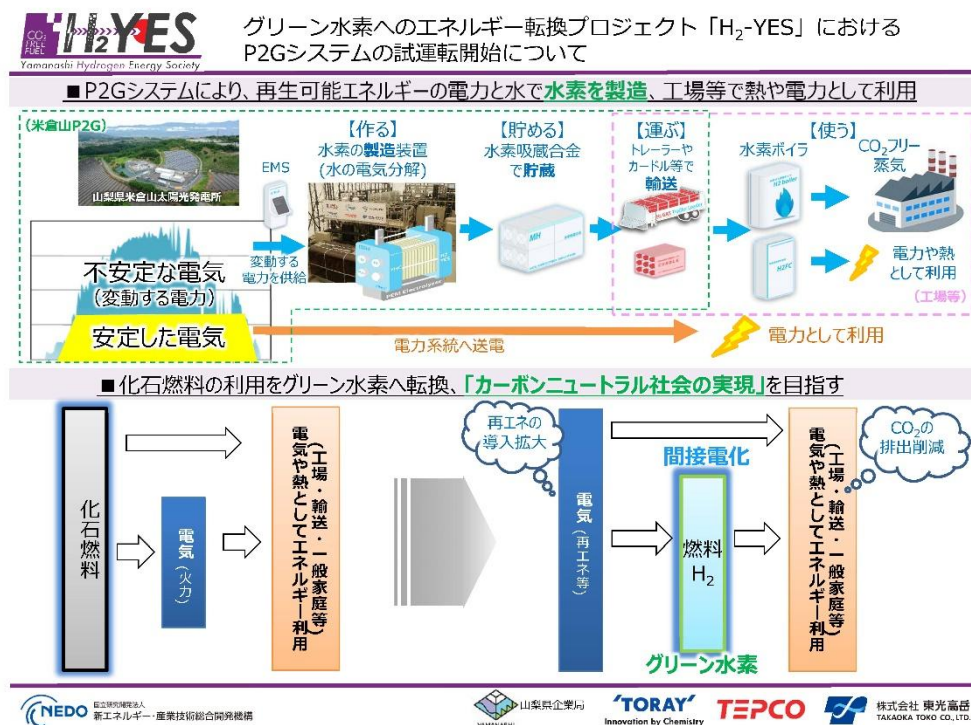 CO₂
FREE
FUEL
H₂YES
Yamanashi Hydrogen Energy Society
グリーン水素へのエネルギー転換プロジェクト「H₂-YES」における
P2Gシステムの試運転開始について
■P2Gシステムにより、再生可能エネルギーの電力と水で水素を製造、工場等で熱や電力として利用
(米倉山P2G)
山梨県米倉山太陽光発電所
EMS
変動する
電力を供給
【作る】
水素の製造装置
(水の電気分解)
【貯める】
水素吸蔵合金
で貯蔵
MH
【運ぶ】
トレーラーや
カードル等で
輸送
【使う】
水素ボイラ
CO₂フリー
蒸気
H2FC
電力や熱
として利用
(工場等)
不安定な電気
(変動する電力)
安定した電気
電力系統へ送電
電力として利用
■化石燃料の利用をグリーン水素へ転換、「カーボンニュートラル社会の実現」を目指す
化石燃料
電気(火力)
電気や熱としてエネルギー利用
(工場・輸送・一般家庭等)
再エネの
導入拡大
電気(再エネ等)
間接電化
燃料
H₂
グリーン水素
電気や熱としてエネルギー利用
(工場・輸送・一般家庭等)
CO₂の
排出削減
NEDO
国立研究開発法人
新エネルギー・産業技術総合開発機構
山梨県企業局
YAMANASHI
'TORAY'
Innovation by Chemistry
TEPCO
株式会社 東光高岳
TAKAOKA TOKO CO.,LTD.